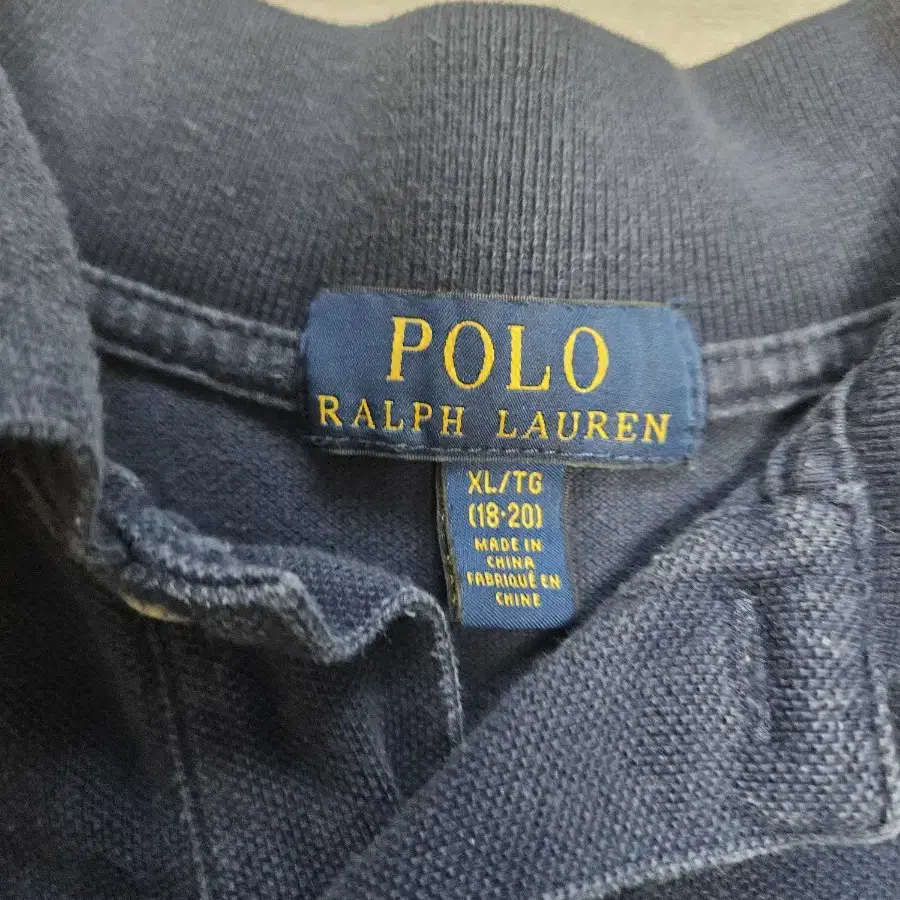 POLO
RALPH LAUREN
XL/TG
(18-20)
MADE IN
CHINA
FABRIQUÉ EN
CHINE